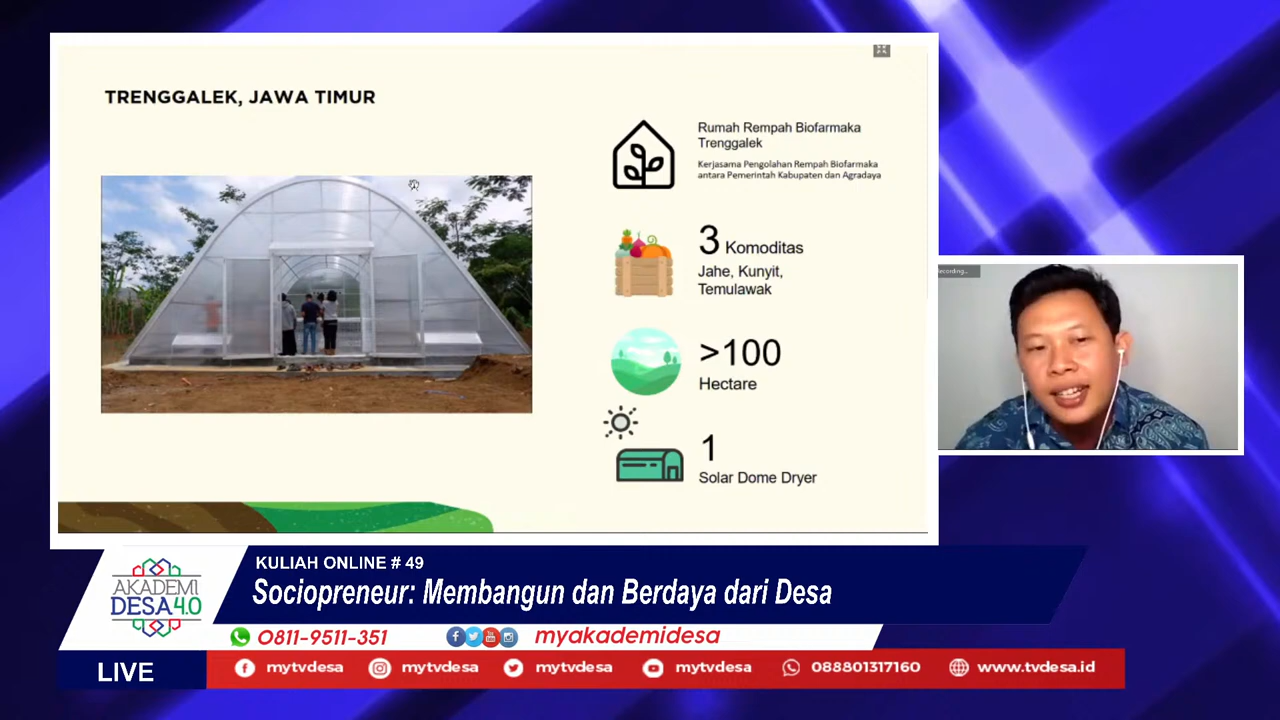 TRENGGALEK, JAWA TIMUR
Rumah Rempah Biofarmaka
Trenggalek
Kerjasama Pengolahan Rempah Biofarmaka
antara Pemerintah Kabupaten dan Agradaya
3 Komoditas
Jahe, Kunyit,
Temulawak
>100
Hectare
1
Solar Dome Dryer
ecording...
KULIAH ONLINE # 49
Sociopreneur: Membangun dan Berdaya dari Desa
AKADEMI
DESA 4.0
0811-9511-351
myakademidesa
LIVE
mytvdesa
mytvdesa
mytvdesa
mytvdesa
088801317160
www.tvdesa.id